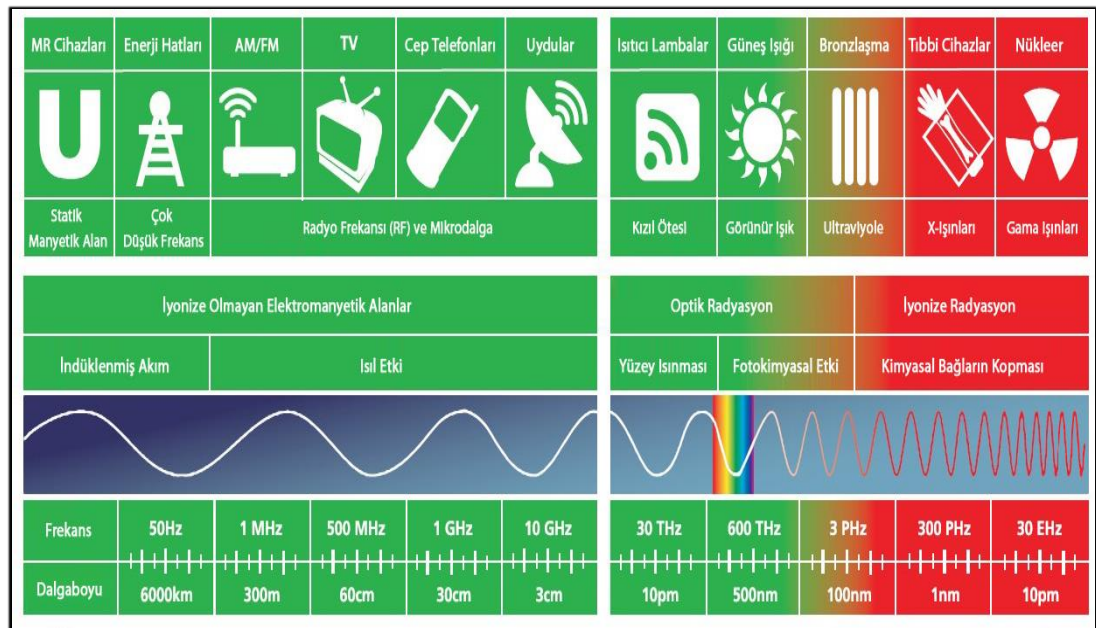 MR Cihazları Enerji Hatları AM/FM TV Cep Telefonları Uydular Isıtıcı Lambalar Güneş Işığı Bronzlaşma Tıbbi Cihazlar Nükleer
Statik
Manyetik Alan
Çok
Düşük Frekans
Radyo Frekansı (RF) ve Mikrodalga
Kızıl Ötesi Görünür Işık Ultraviyole X-Işınları Gama Işınları
İyonize Olmayan Elektromanyetik Alanlar Optik Radyasyon İyonize Radyasyon
İndüklenmiş Akım Isıl Etki Yüzey Isınması Fotokimyasal Etki Kimyasal Bağların Kopması
Frekans 50Hz 1 MHz 500 MHz 1 GHz 10 GHz 30 THz 600 THz 3 PHz 300 PHz 30 EHz
Dalgaboyu 6000km 300m 60cm 30cm 3cm 10pm 500nm 100nm 1nm 10pm